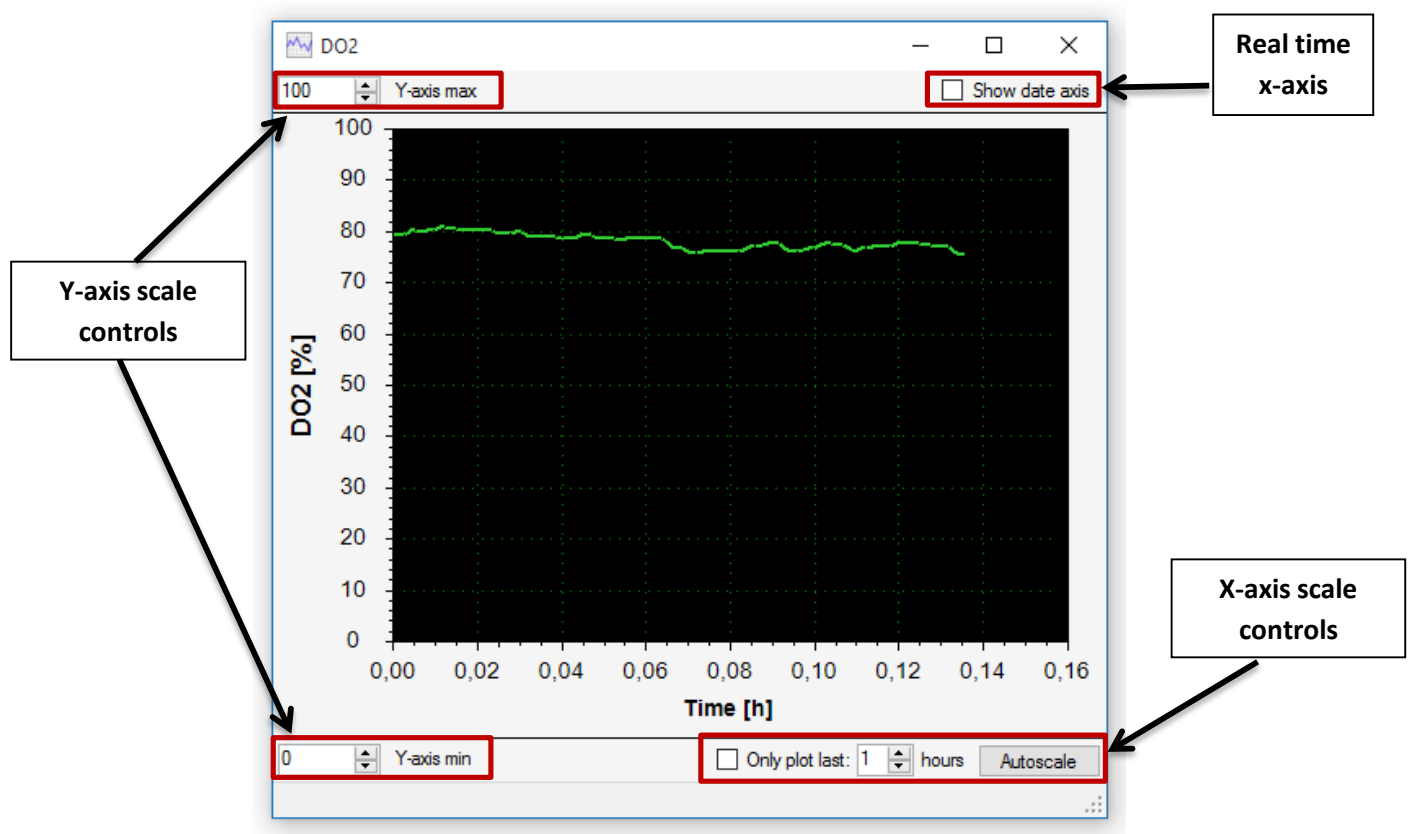 DO2
Real time
x-axis
100 Y-axis max
Show date axis
100
90
80
70
60
50
40
30
20
10
0
DO2 [%]
Y-axis scale
controls
0,00 0,02 0,04 0,06 0,08 0,10 0,12 0,14 0,16
Time [h]
X-axis scale
controls
0 Y-axis min
Only plot last: 1 hours Autoscale